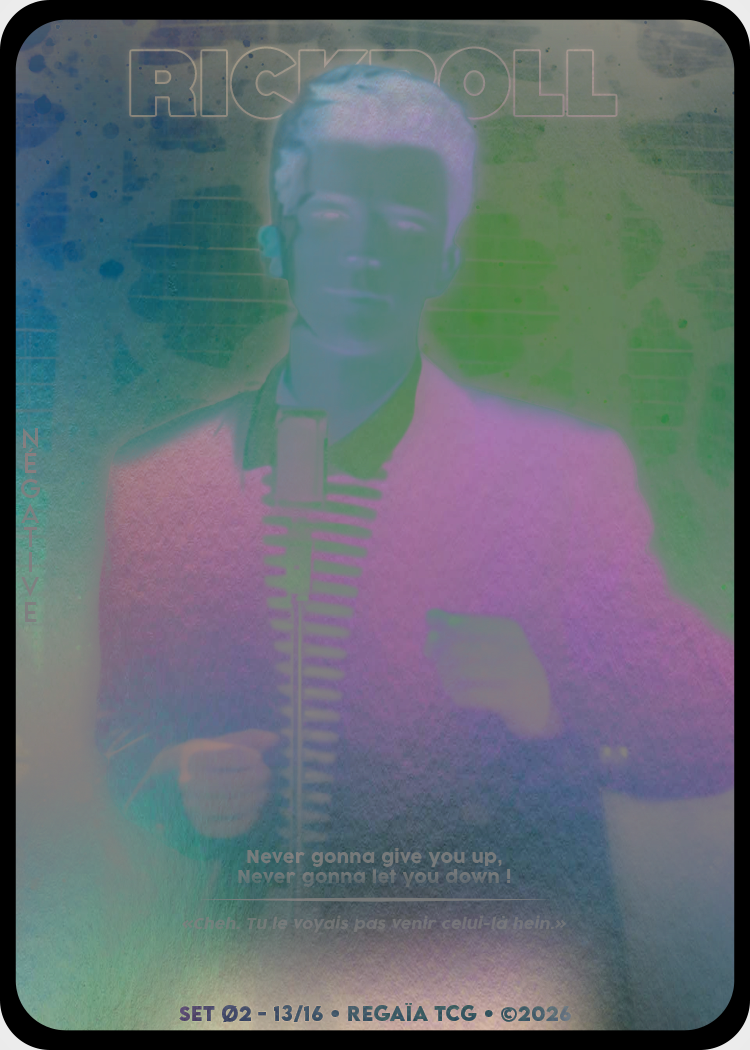 RICKROLL
NEGATIVE
Never gonna give you up,
Never gonna let you down !
«Cheh. Tu le voyais pas venir celui-là hein.»
SET Ø2 - 13/16 • REGAÏA TCG • ©2026